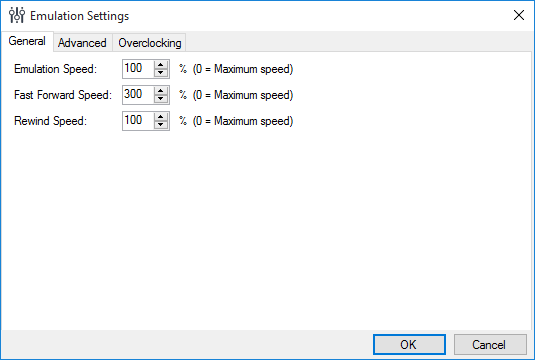 Emulation Settings
General Advanced Overclocking
Emulation Speed: 100 % (0 = Maximum speed)
Fast Forward Speed: 300 % (0 = Maximum speed)
Rewind Speed: 100 % (0 = Maximum speed)
OK Cancel